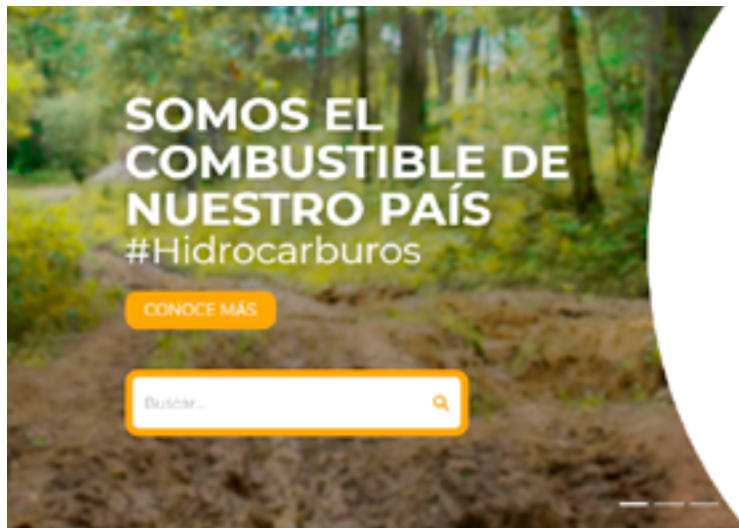 SOMOS EL
COMBUSTIBLE DE
NUESTRO PAÍS
#Hidrocarburos
CONOCE MÁS
Buscar...